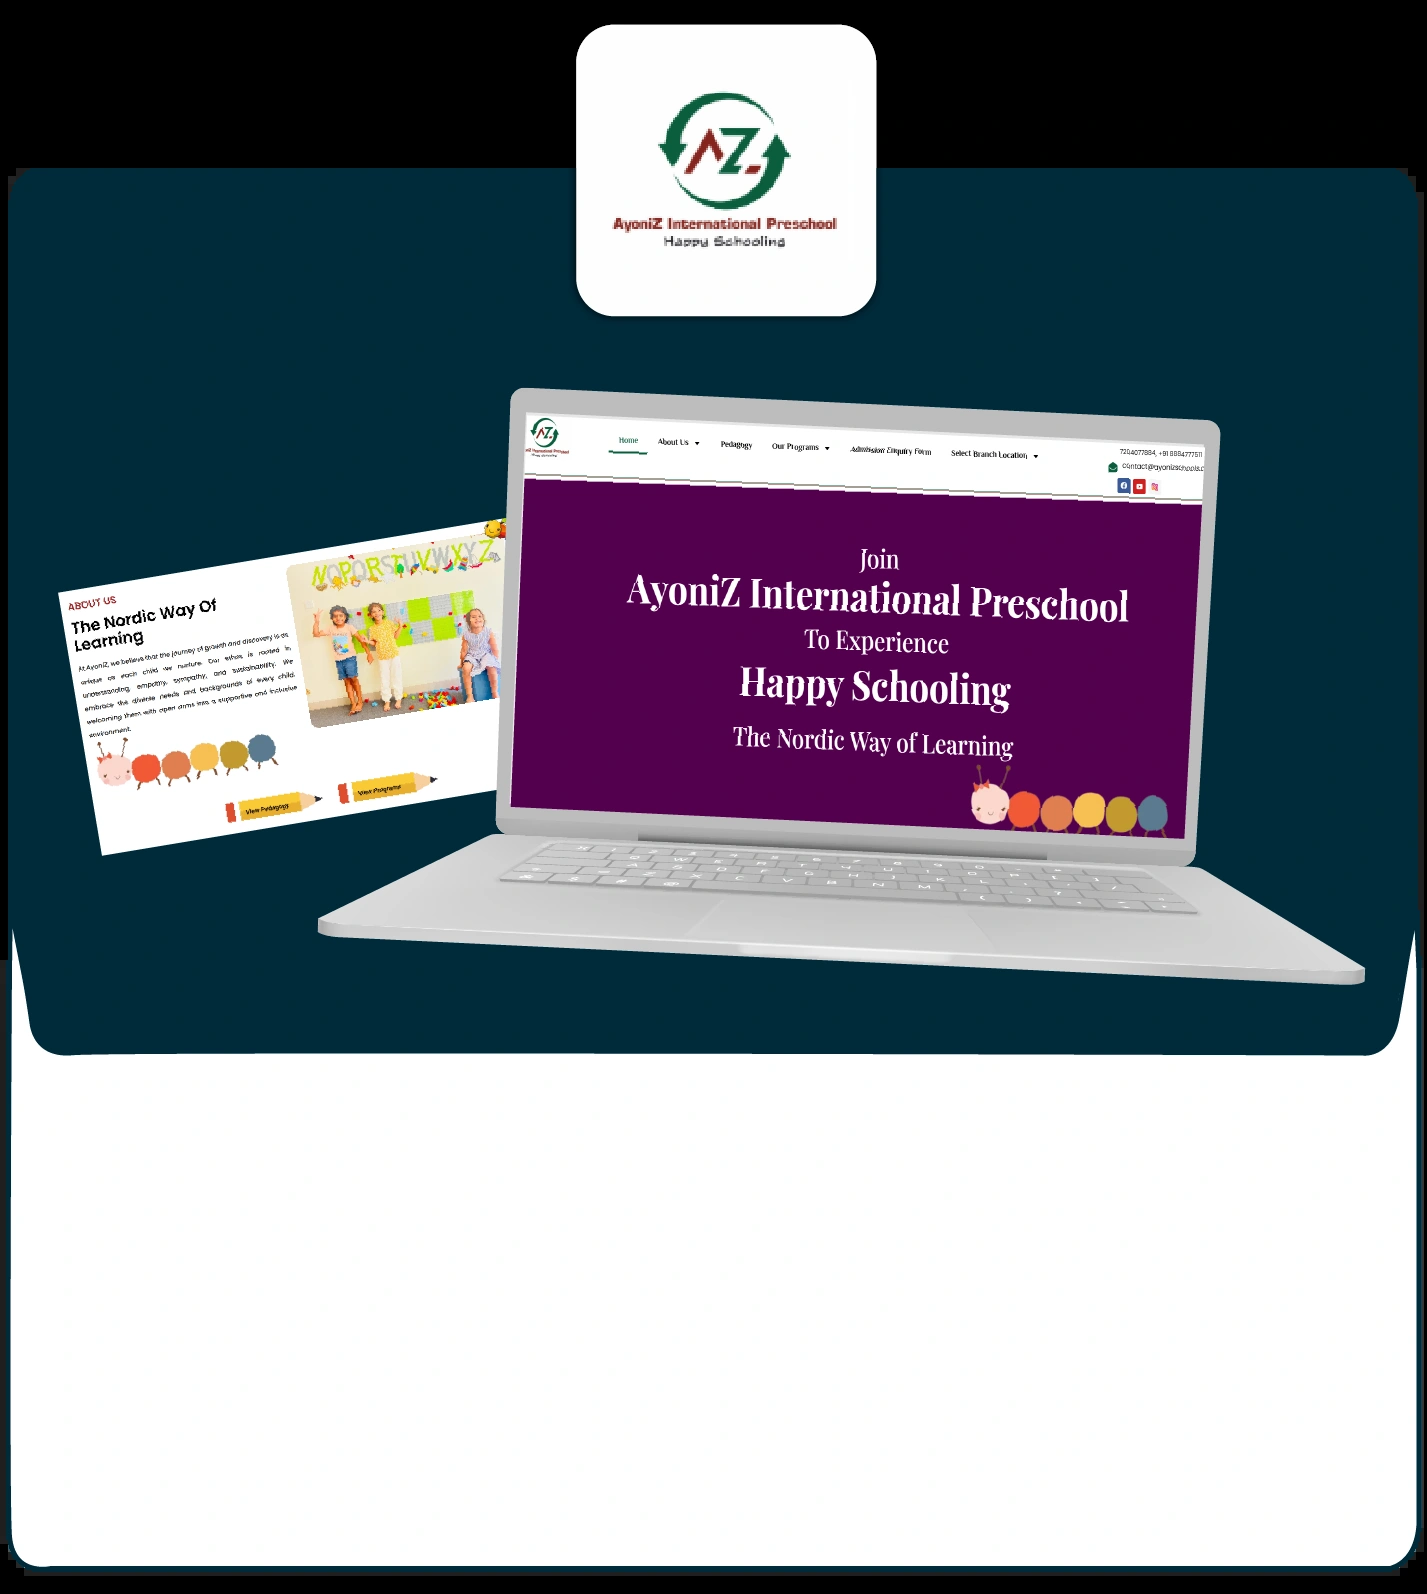 AZ
AyoniZ International Preschool
Happy Schooling
Home
About Us
Pedagogy
Our Programs
Admission Enquiry Form
Select Branch Location
7204077884, +91 8884777511
contact@ayonizschools.c
Join
AyoniZ International Preschool
To Experience
Happy Schooling
The Nordic Way of Learning
ABOUT US
The Nordic Way Of
Learning
At AyoniZ, we believe that the journey of growth and discovery is as
unique as each child we nurture. Our ethos is rooted in
understanding, empathy, sympathy, and sustainability. We
embrace the diverse needs and backgrounds of every child,
welcoming them with open arms into a supportive and inclusive
environment.
NOPQRSTUVWXYZ
View Pedagogy
View Programs